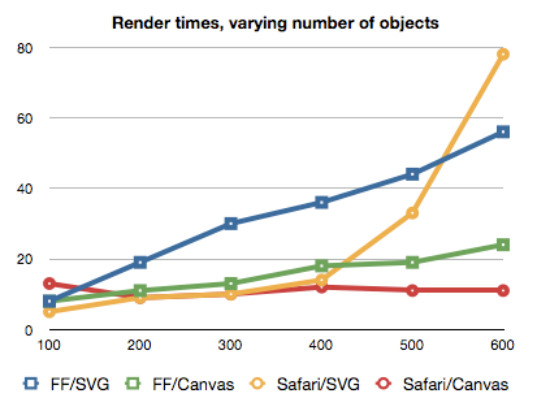 Render times, varying number of objects
80
60
40
20
0
100 200 300 400 500 600
FF/SVG FF/Canvas Safari/SVG Safari/Canvas